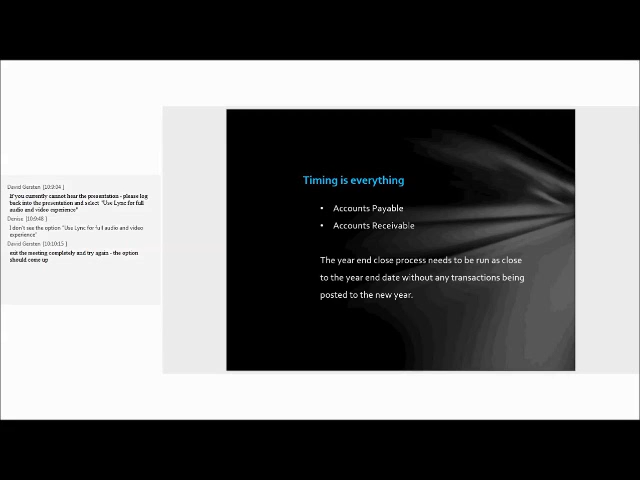 David Gersten [10:9:04 ]
If you currently cannot hear the presentation - please log
back into the presentation and select "Use Lync for full
audio and video experience"
Denise [10:9:48 ]
I don't see the option "Use Lync for full audio and video
experience"
David Gersten [10:10:15 ]
exit the meeting completely and try again - the option
should come up
Timing is everything
• Accounts Payable
• Accounts Receivable
The year end close process needs to be run as close
to the year end date without any transactions being
posted to the new year.